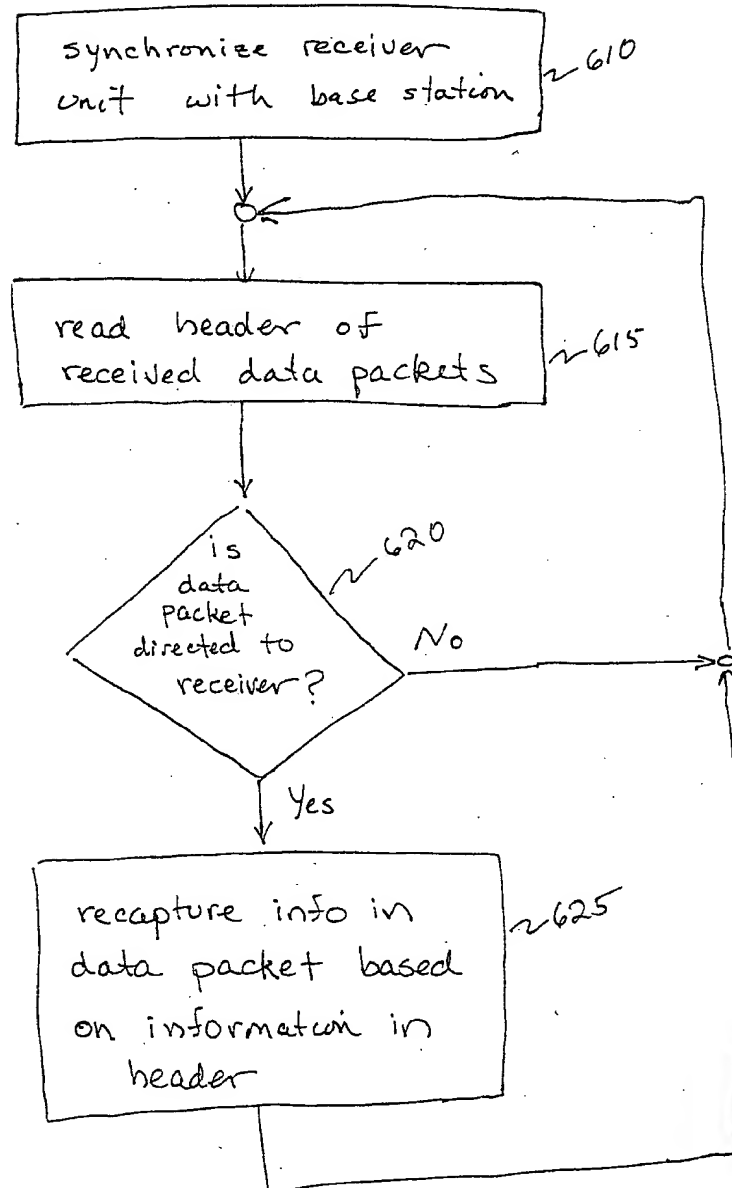 synchronize receiver
unit with base station
610
read header of
received data packets
615
is
data
packet
directed to
receiver?
620
No
Yes
recapture info in
data packet based
on information in
header
625